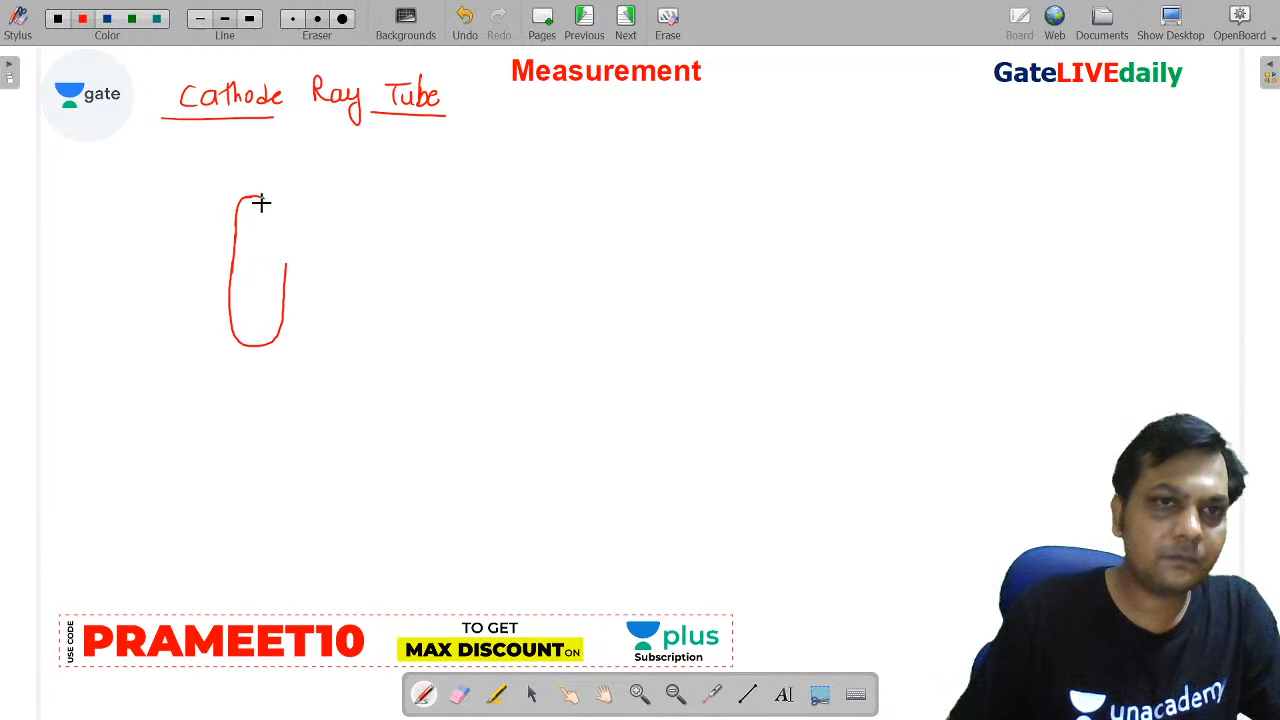 Stylus
Color
Line
Eraser
Backgrounds
Undo
Redo
Pages
Previous
Next
Erase
Board
Web
Documents
Show Desktop
OpenBoard
gate
Cathode Ray Tube
Measurement
GateLIVEdaily
USE CODE
PRAMEET10
TO GET
MAX DISCOUNT ON
plus
Subscription
unacademy